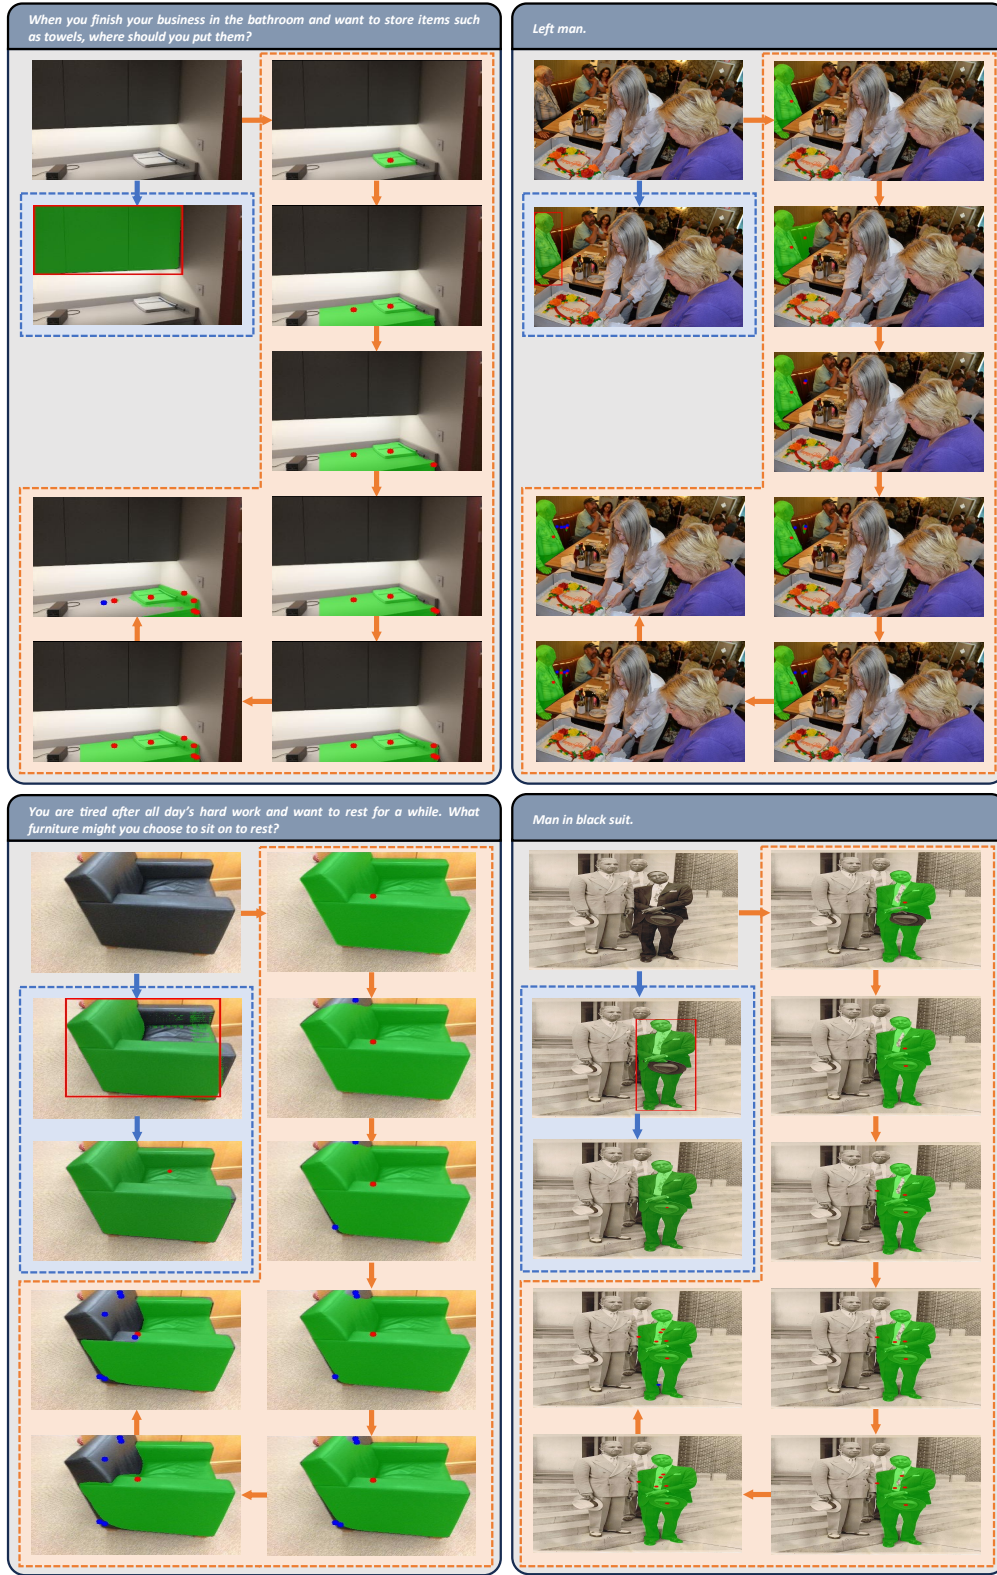 When you finish your business in the bathroom and want to store items such
as towels, where should you put them?
Left man.
You are tired after all day's hard work and want to rest for a while. What
furniture might you choose to sit on to rest?
Man in black suit.